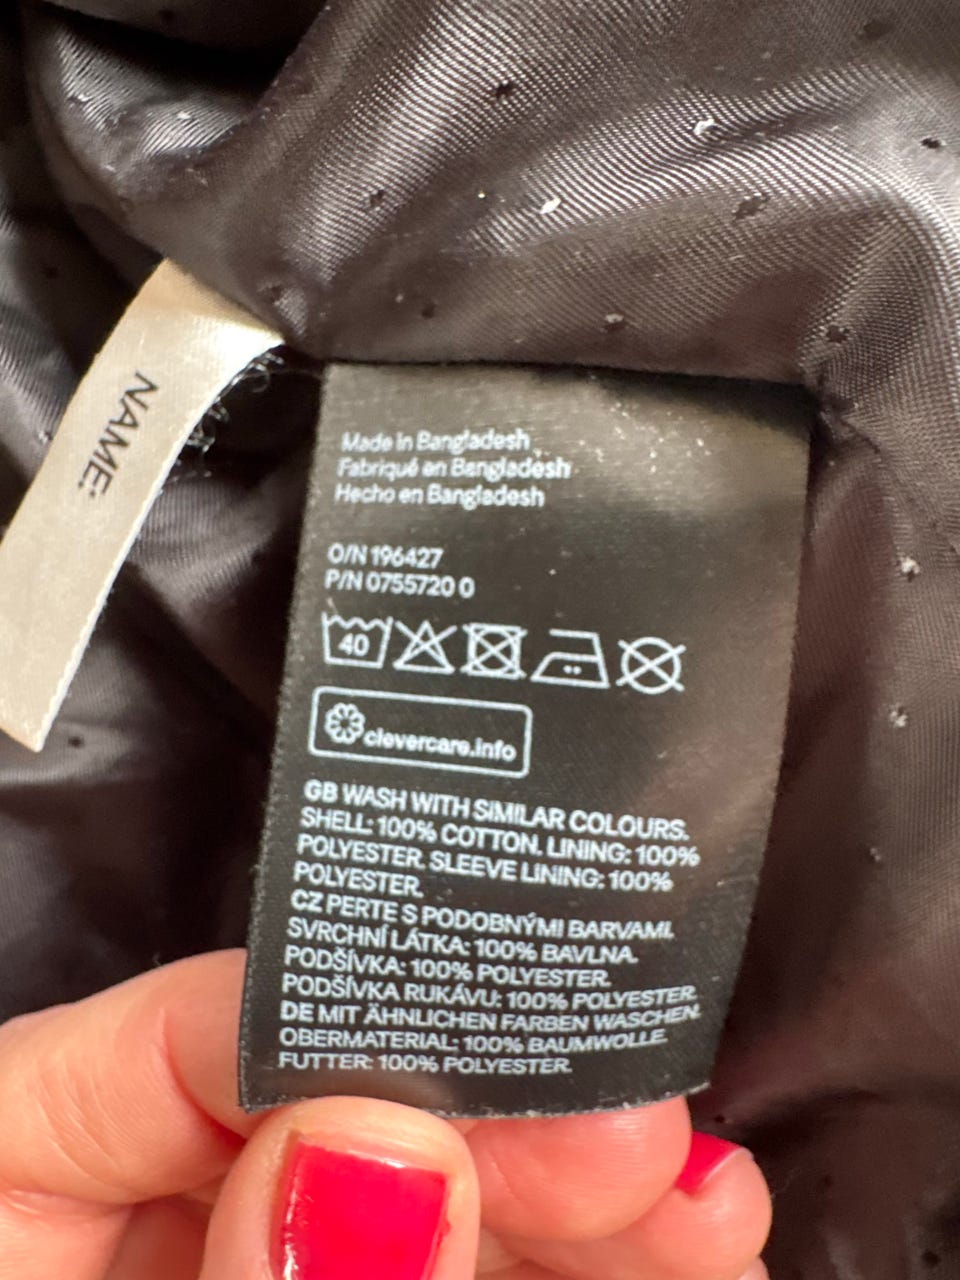 NAME:
Made in Bangladesh
Fabriqué en Bangladesh
Hecho en Bangladesh
O/N 196427
P/N 0755720 0
40
clevercare.info
GB WASH WITH SIMILAR COLOURS.
SHELL: 100% COTTON. LINING: 100%
POLYESTER. SLEEVE LINING: 100%
POLYESTER.
CZ PERTE S PODOBNÝMI BARVAMI.
SVRCHNÍ LÁTKA: 100% BAVLNA.
PODŠÍVKA: 100% POLYESTER.
PODŠÍVKA RUKÁVU: 100% POLYESTER.
DE MIT ÄHNLICHEN FARBEN WASCHEN.
OBERMATERIAL: 100% BAUMWOLLE.
FUTTER: 100% POLYESTER.